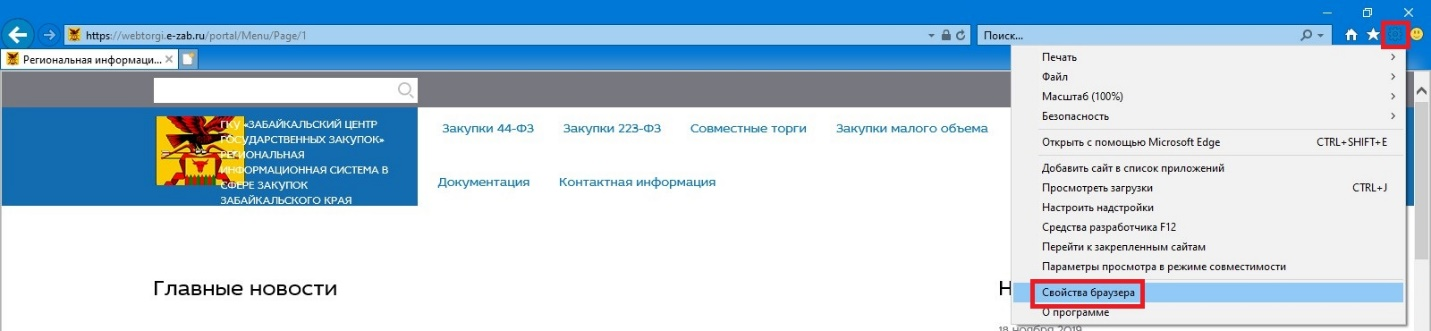 https://webtorgi.e-zab.ru/portal/Menu/Page/1
Поиск...
Региональная информаци...
ГКУ «ЗАБАЙКАЛЬСКИЙ ЦЕНТР
ГОСУДАРСТВЕННЫХ ЗАКУПОК»
РЕГИОНАЛЬНАЯ
ИНФОРМАЦИОННАЯ СИСТЕМА В
СФЕРЕ ЗАКУПОК
ЗАБАЙКАЛЬСКОГО КРАЯ
Закупки 44-ФЗ Закупки 223-ФЗ Совместные торги Закупки малого объема
Документация Контактная информация
Главные новости
Н
18 ноября 2019
Печать
Файл
Масштаб (100%)
Безопасность
Открыть с помощью Microsoft Edge CTRL+SHIFT+E
Добавить сайт в список приложений
Просмотреть загрузки CTRL+J
Настроить надстройки
Средства разработчика F12
Перейти к закрепленным сайтам
Параметры просмотра в режиме совместимости
Свойства браузера
О программе